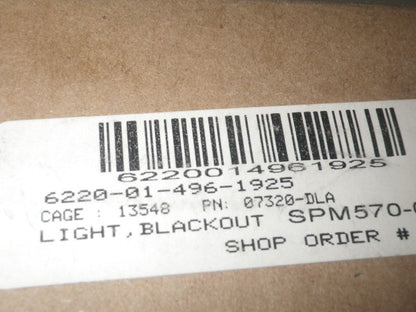 6220014961925
6220-01-496-1925
CAGE : 13548 PN: 07320-DLA
LIGHT,BLACKOUT SPM570-
SHOP ORDER #